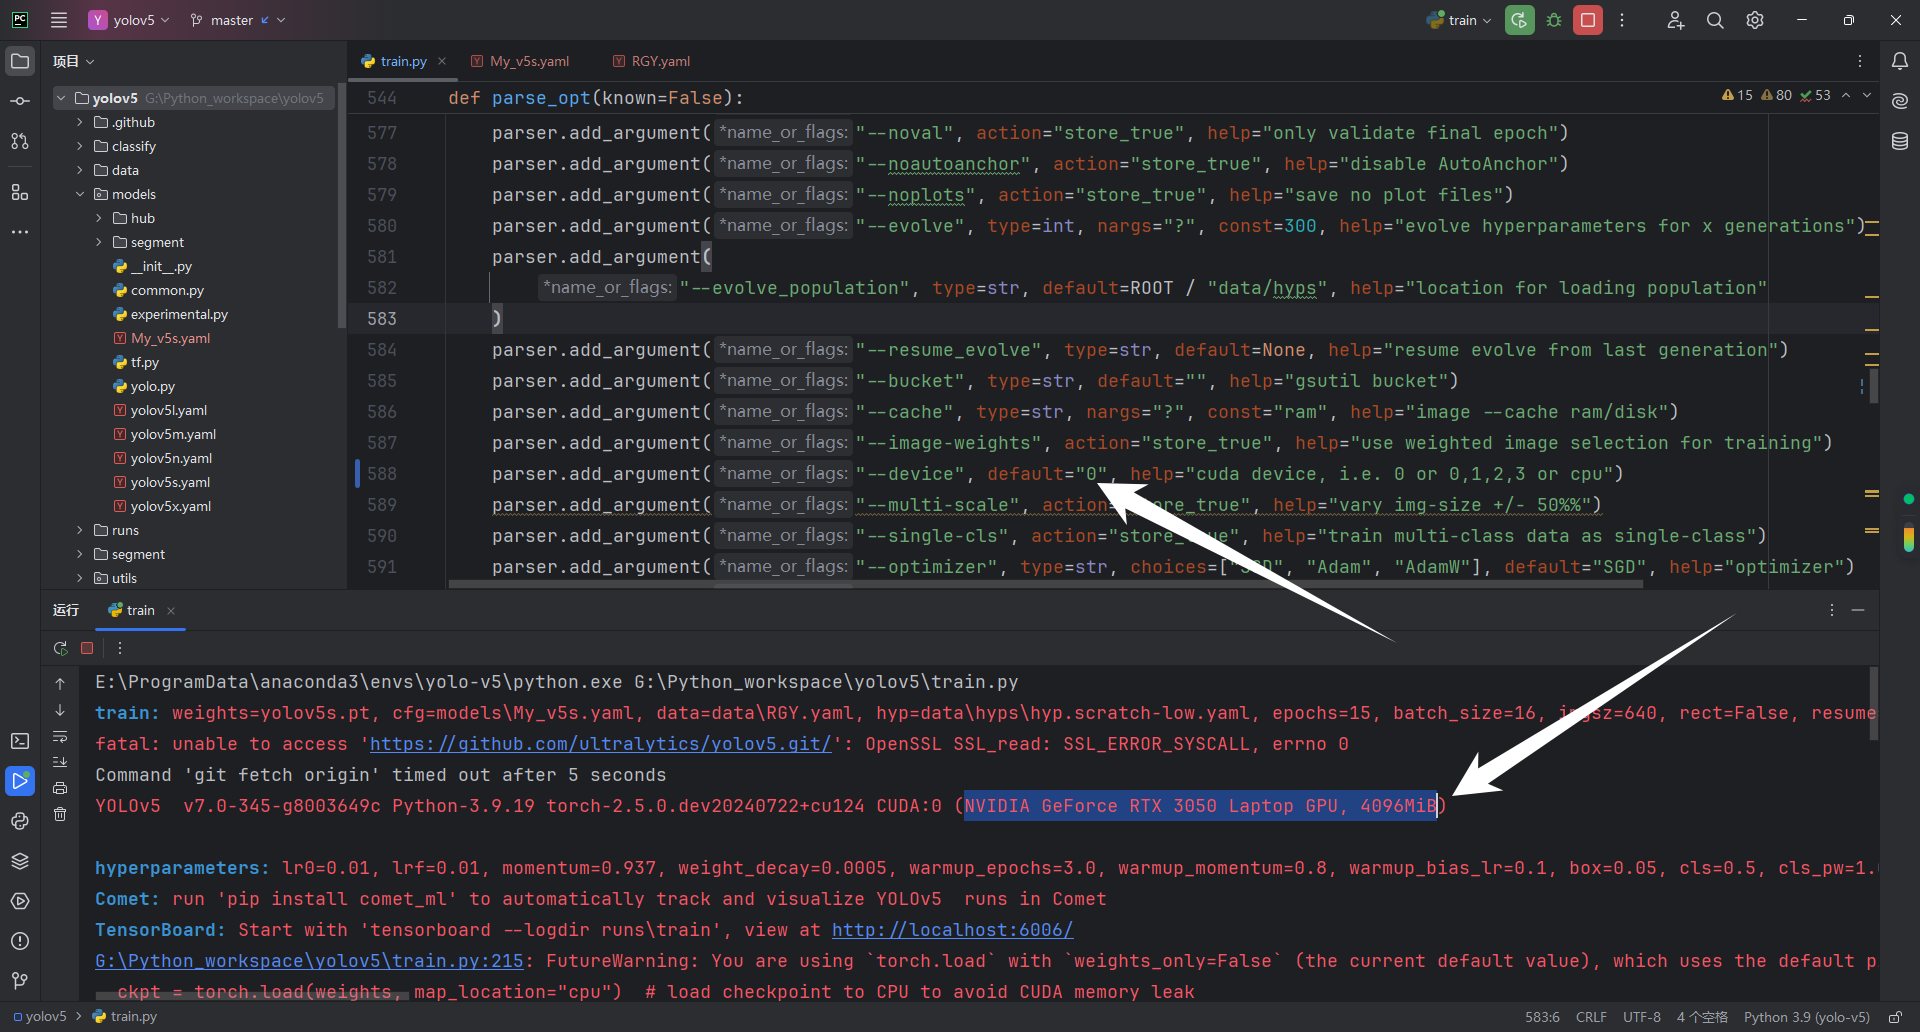 PC Y yolov5 master train
项目
train.py My_v5s.yaml RGY.yaml
yolov5 G:\Python_workspace\yolov5
.github
classify
data
models
hub
segment
__init__.py
common.py
experimental.py
My_v5s.yaml
tf.py
yolo.py
yolov5l.yaml
yolov5m.yaml
yolov5n.yaml
yolov5s.yaml
yolov5x.yaml
runs
segment
utils
544 def parse_opt(known=False): 15 80 53
577 parser.add_argument( *name_or_flags: "--noval", action="store_true", help="only validate final epoch")
578 parser.add_argument( *name_or_flags: "--noautoanchor", action="store_true", help="disable AutoAnchor")
579 parser.add_argument( *name_or_flags: "--noplots", action="store_true", help="save no plot files")
580 parser.add_argument( *name_or_flags: "--evolve", type=int, nargs="?", const=300, help="evolve hyperparameters for x generations")
581 parser.add_argument(
582 *name_or_flags: "--evolve_population", type=str, default=ROOT / "data/hyps", help="location for loading population"
583 )
584 parser.add_argument( *name_or_flags: "--resume_evolve", type=str, default=None, help="resume evolve from last generation")
585 parser.add_argument( *name_or_flags: "--bucket", type=str, default="", help="gsutil bucket")
586 parser.add_argument( *name_or_flags: "--cache", type=str, nargs="?", const="ram", help="image --cache ram/disk")
587 parser.add_argument( *name_or_flags: "--image-weights", action="store_true", help="use weighted image selection for training")
588 parser.add_argument( *name_or_flags: "--device", default="0", help="cuda device, i.e. 0 or 0,1,2,3 or cpu")
589 parser.add_argument( *name_or_flags: "--multi-scale", action="store_true", help="vary img-size +/- 50%%")
590 parser.add_argument( *name_or_flags: "--single-cls", action="store_true", help="train multi-class data as single-class")
591 parser.add_argument( *name_or_flags: "--optimizer", type=str, choices=["SGD", "Adam", "AdamW"], default="SGD", help="optimizer")
运行 train
E:\ProgramData\anaconda3\envs\yolo-v5\python.exe G:\Python_workspace\yolov5\train.py
train: weights=yolov5s.pt, cfg=models\My_v5s.yaml, data=data\RGY.yaml, hyp=data\hyps\hyp.scratch-low.yaml, epochs=15, batch_size=16, imgsz=640, rect=False, resume
fatal: unable to access 'https://github.com/ultralytics/yolov5.git/': OpenSSL SSL_read: SSL_ERROR_SYSCALL, errno 0
Command 'git fetch origin' timed out after 5 seconds
YOLOv5 v7.0-345-g8003649c Python-3.9.19 torch-2.5.0.dev20240722+cu124 CUDA:0 (NVIDIA GeForce RTX 3050 Laptop GPU, 4096MiB)
hyperparameters: lr0=0.01, lrf=0.01, momentum=0.937, weight_decay=0.0005, warmup_epochs=3.0, warmup_momentum=0.8, warmup_bias_lr=0.1, box=0.05, cls=0.5, cls_pw=1.
Comet: run 'pip install comet_ml' to automatically track and visualize YOLOv5 runs in Comet
TensorBoard: Start with 'tensorboard --logdir runs\train', view at http://localhost:6006/
G:\Python_workspace\yolov5\train.py:215: FutureWarning: You are using `torch.load` with `weights_only=False` (the current default value), which uses the default p
ckpt = torch.load(weights, map_location="cpu") # load checkpoint to CPU to avoid CUDA memory leak
yolov5 train.py 583:6 CRLF UTF-8 4 个空格 Python 3.9 (yolo-v5)